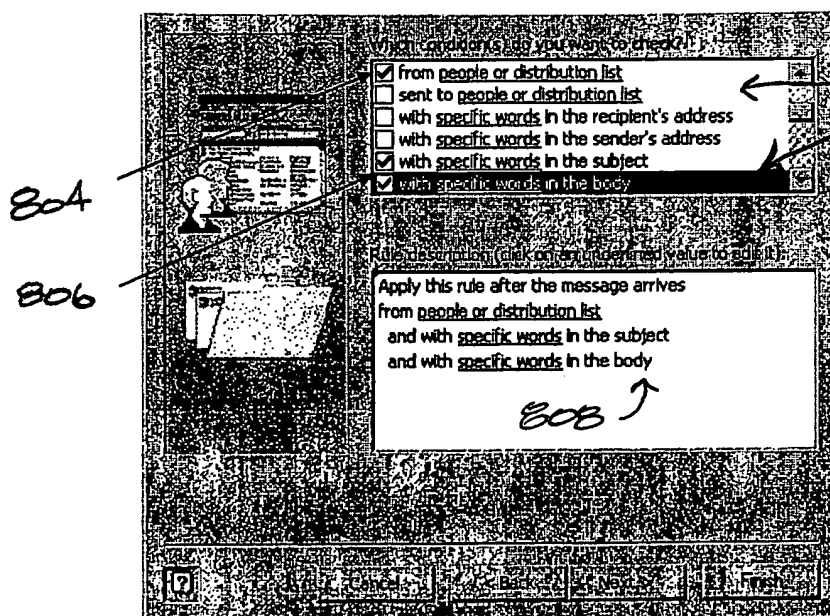 Which condition(s) do you want to check?
from people or distribution list
sent to people or distribution list
with specific words in the recipient's address
with specific words in the sender's address
with specific words in the subject
with specific words in the body
804
806
Rule description (click on an underlined value to edit it):
Apply this rule after the message arrives
from people or distribution list
and with specific words in the subject
and with specific words in the body
808
?
Cancel
Back
Next
Finish